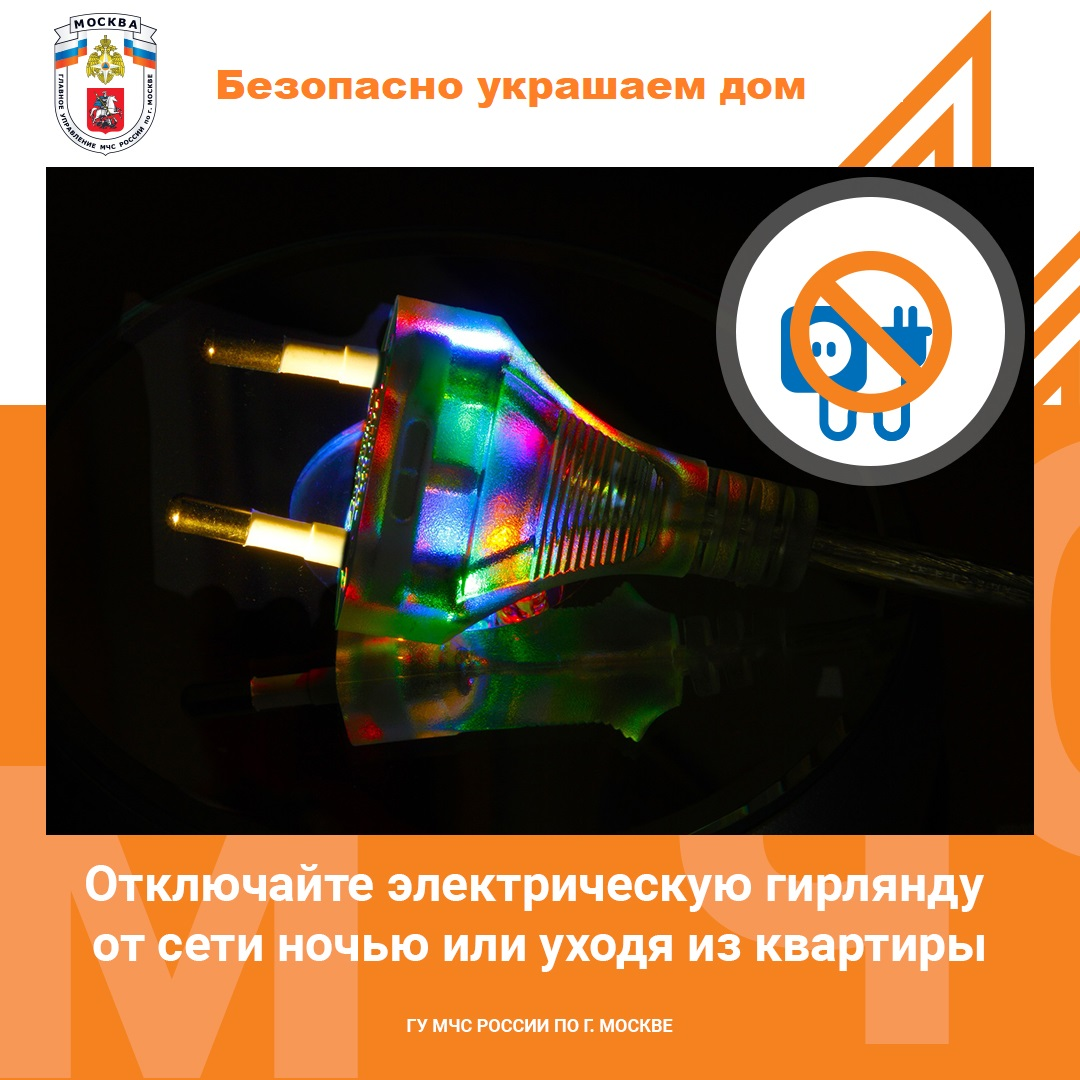 МОСКВА
ГЛАВНОЕ УПРАВЛЕНИЕ МЧС РОССИИ по г. МОСКВЕ
Безопасно украшаем дом
Отключайте электрическую гирлянду
от сети ночью или уходя из квартиры
ГУ МЧС РОССИИ ПО Г. МОСКВЕ
МЧС